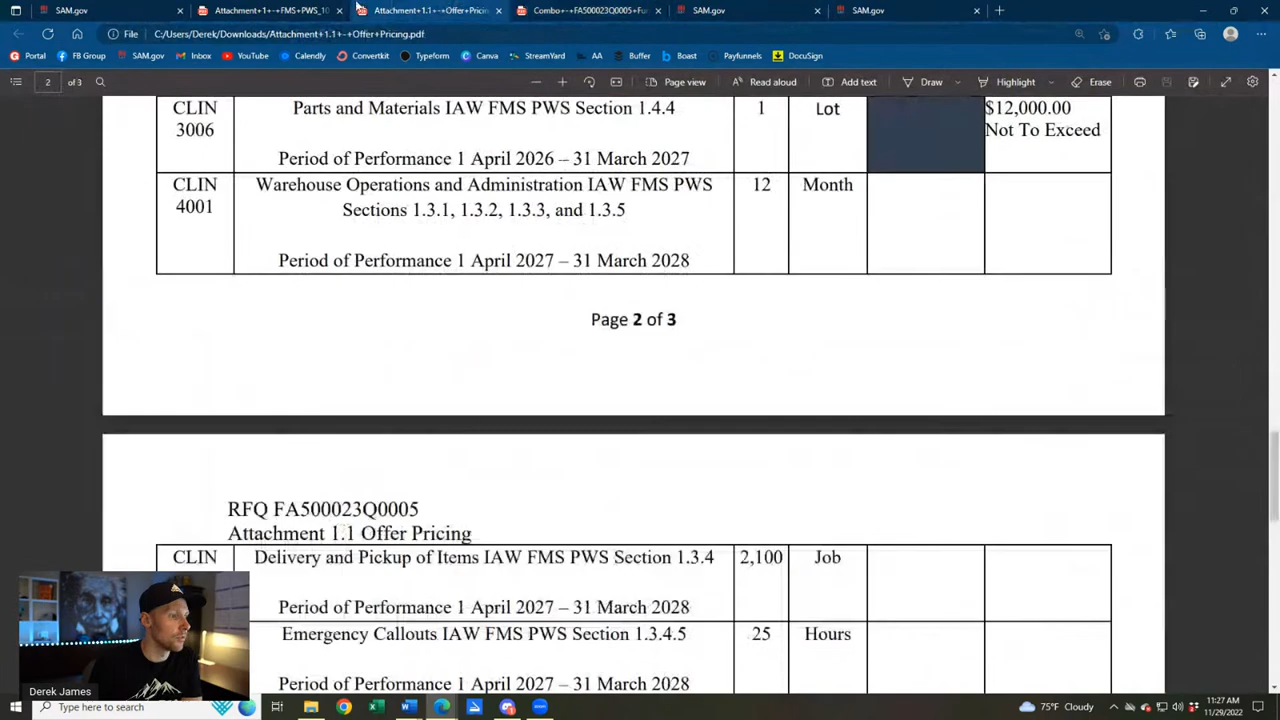 SAM.gov
Attachment+1+-+FMS+PWS_10
Attachment+1.1+-+Offer+Pricin
Combo+-+FA500023Q0005+Fur
SAM.gov
SAM.gov
File
C:/Users/Derek/Downloads/Attachment+1.1+-+Offer+Pricing.pdf
Portal
FB Group
SAM.gov
Inbox
YouTube
Calendly
Convertkit
Typeform
Canva
StreamYard
AA
Buffer
Boast
Payfunnels
DocuSign
2
of 3
Page view
Read aloud
Add text
Draw
Highlight
Erase
CLIN
3006
Parts and Materials IAW FMS PWS Section 1.4.4
Period of Performance 1 April 2026 – 31 March 2027
1
Lot
$12,000.00
Not To Exceed
CLIN
4001
Warehouse Operations and Administration IAW FMS PWS
Sections 1.3.1, 1.3.2, 1.3.3, and 1.3.5
Period of Performance 1 April 2027 – 31 March 2028
12
Month
Page 2 of 3
RFQ FA500023Q0005
Attachment 1.1 Offer Pricing
CLIN
Delivery and Pickup of Items IAW FMS PWS Section 1.3.4
Period of Performance 1 April 2027 – 31 March 2028
2,100
Job
Emergency Callouts IAW FMS PWS Section 1.3.4.5
Period of Performance 1 April 2027 – 31 March 2028
25
Hours
Derek James
Type here to search
75°F Cloudy
11:27 AM
11/29/2022